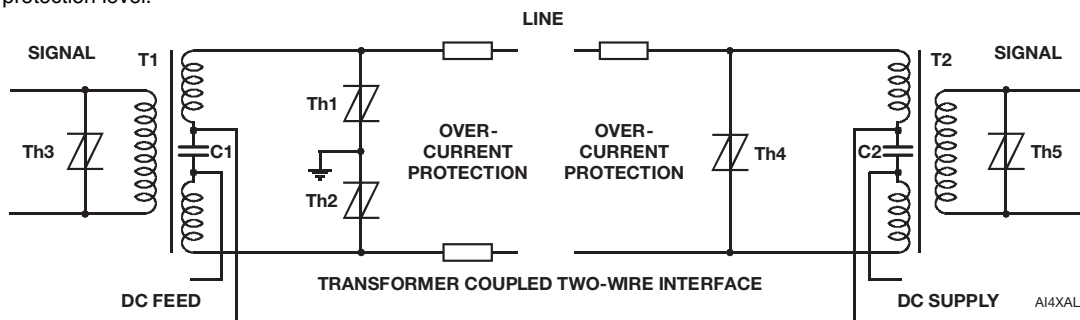 protection level.
LINE
SIGNAL
T1
T2
SIGNAL
Th1
Th3
C1
OVER-
CURRENT
PROTECTION
OVER-
CURRENT
PROTECTION
Th4
C2
Th5
Th2
TRANSFORMER COUPLED TWO-WIRE INTERFACE
DC FEED
DC SUPPLY
AI4XAL